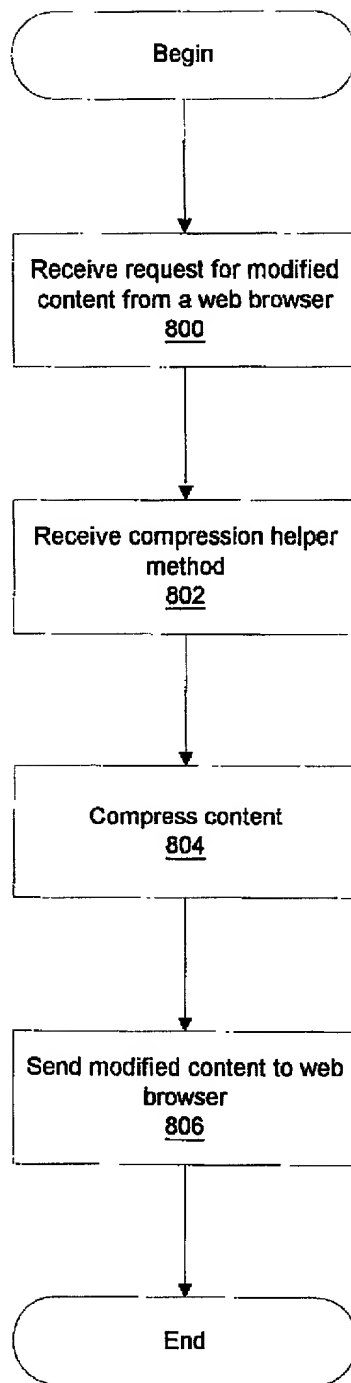 Begin
Receive request for modified
content from a web browser
800
Receive compression helper
method
802
Compress content
804
Send modified content to web
browser
806
End